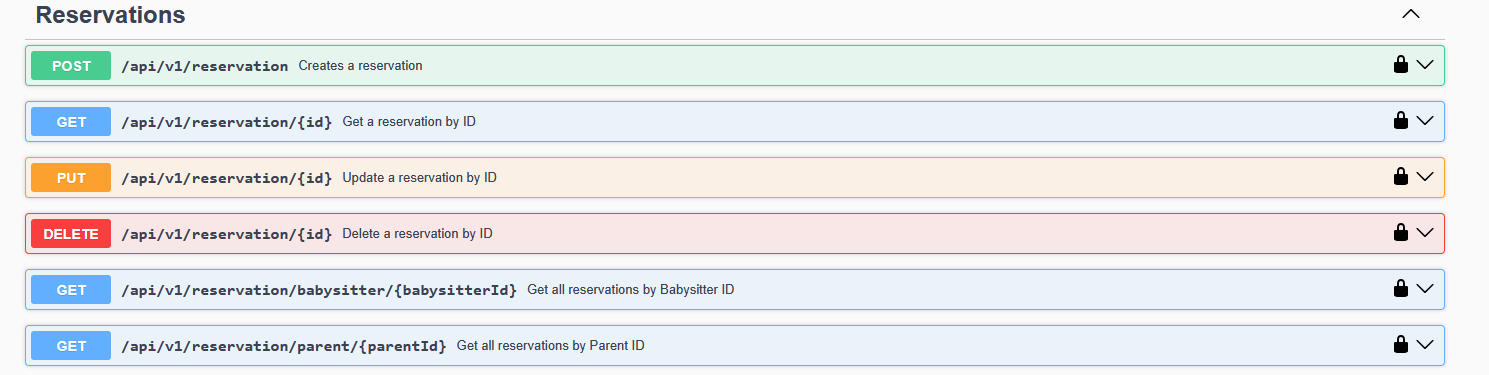 Reservations
POST /api/v1/reservation Creates a reservation
GET /api/v1/reservation/{id} Get a reservation by ID
PUT /api/v1/reservation/{id} Update a reservation by ID
DELETE /api/v1/reservation/{id} Delete a reservation by ID
GET /api/v1/reservation/babysitter/{babysitterId} Get all reservations by Babysitter ID
GET /api/v1/reservation/parent/{parentId} Get all reservations by Parent ID